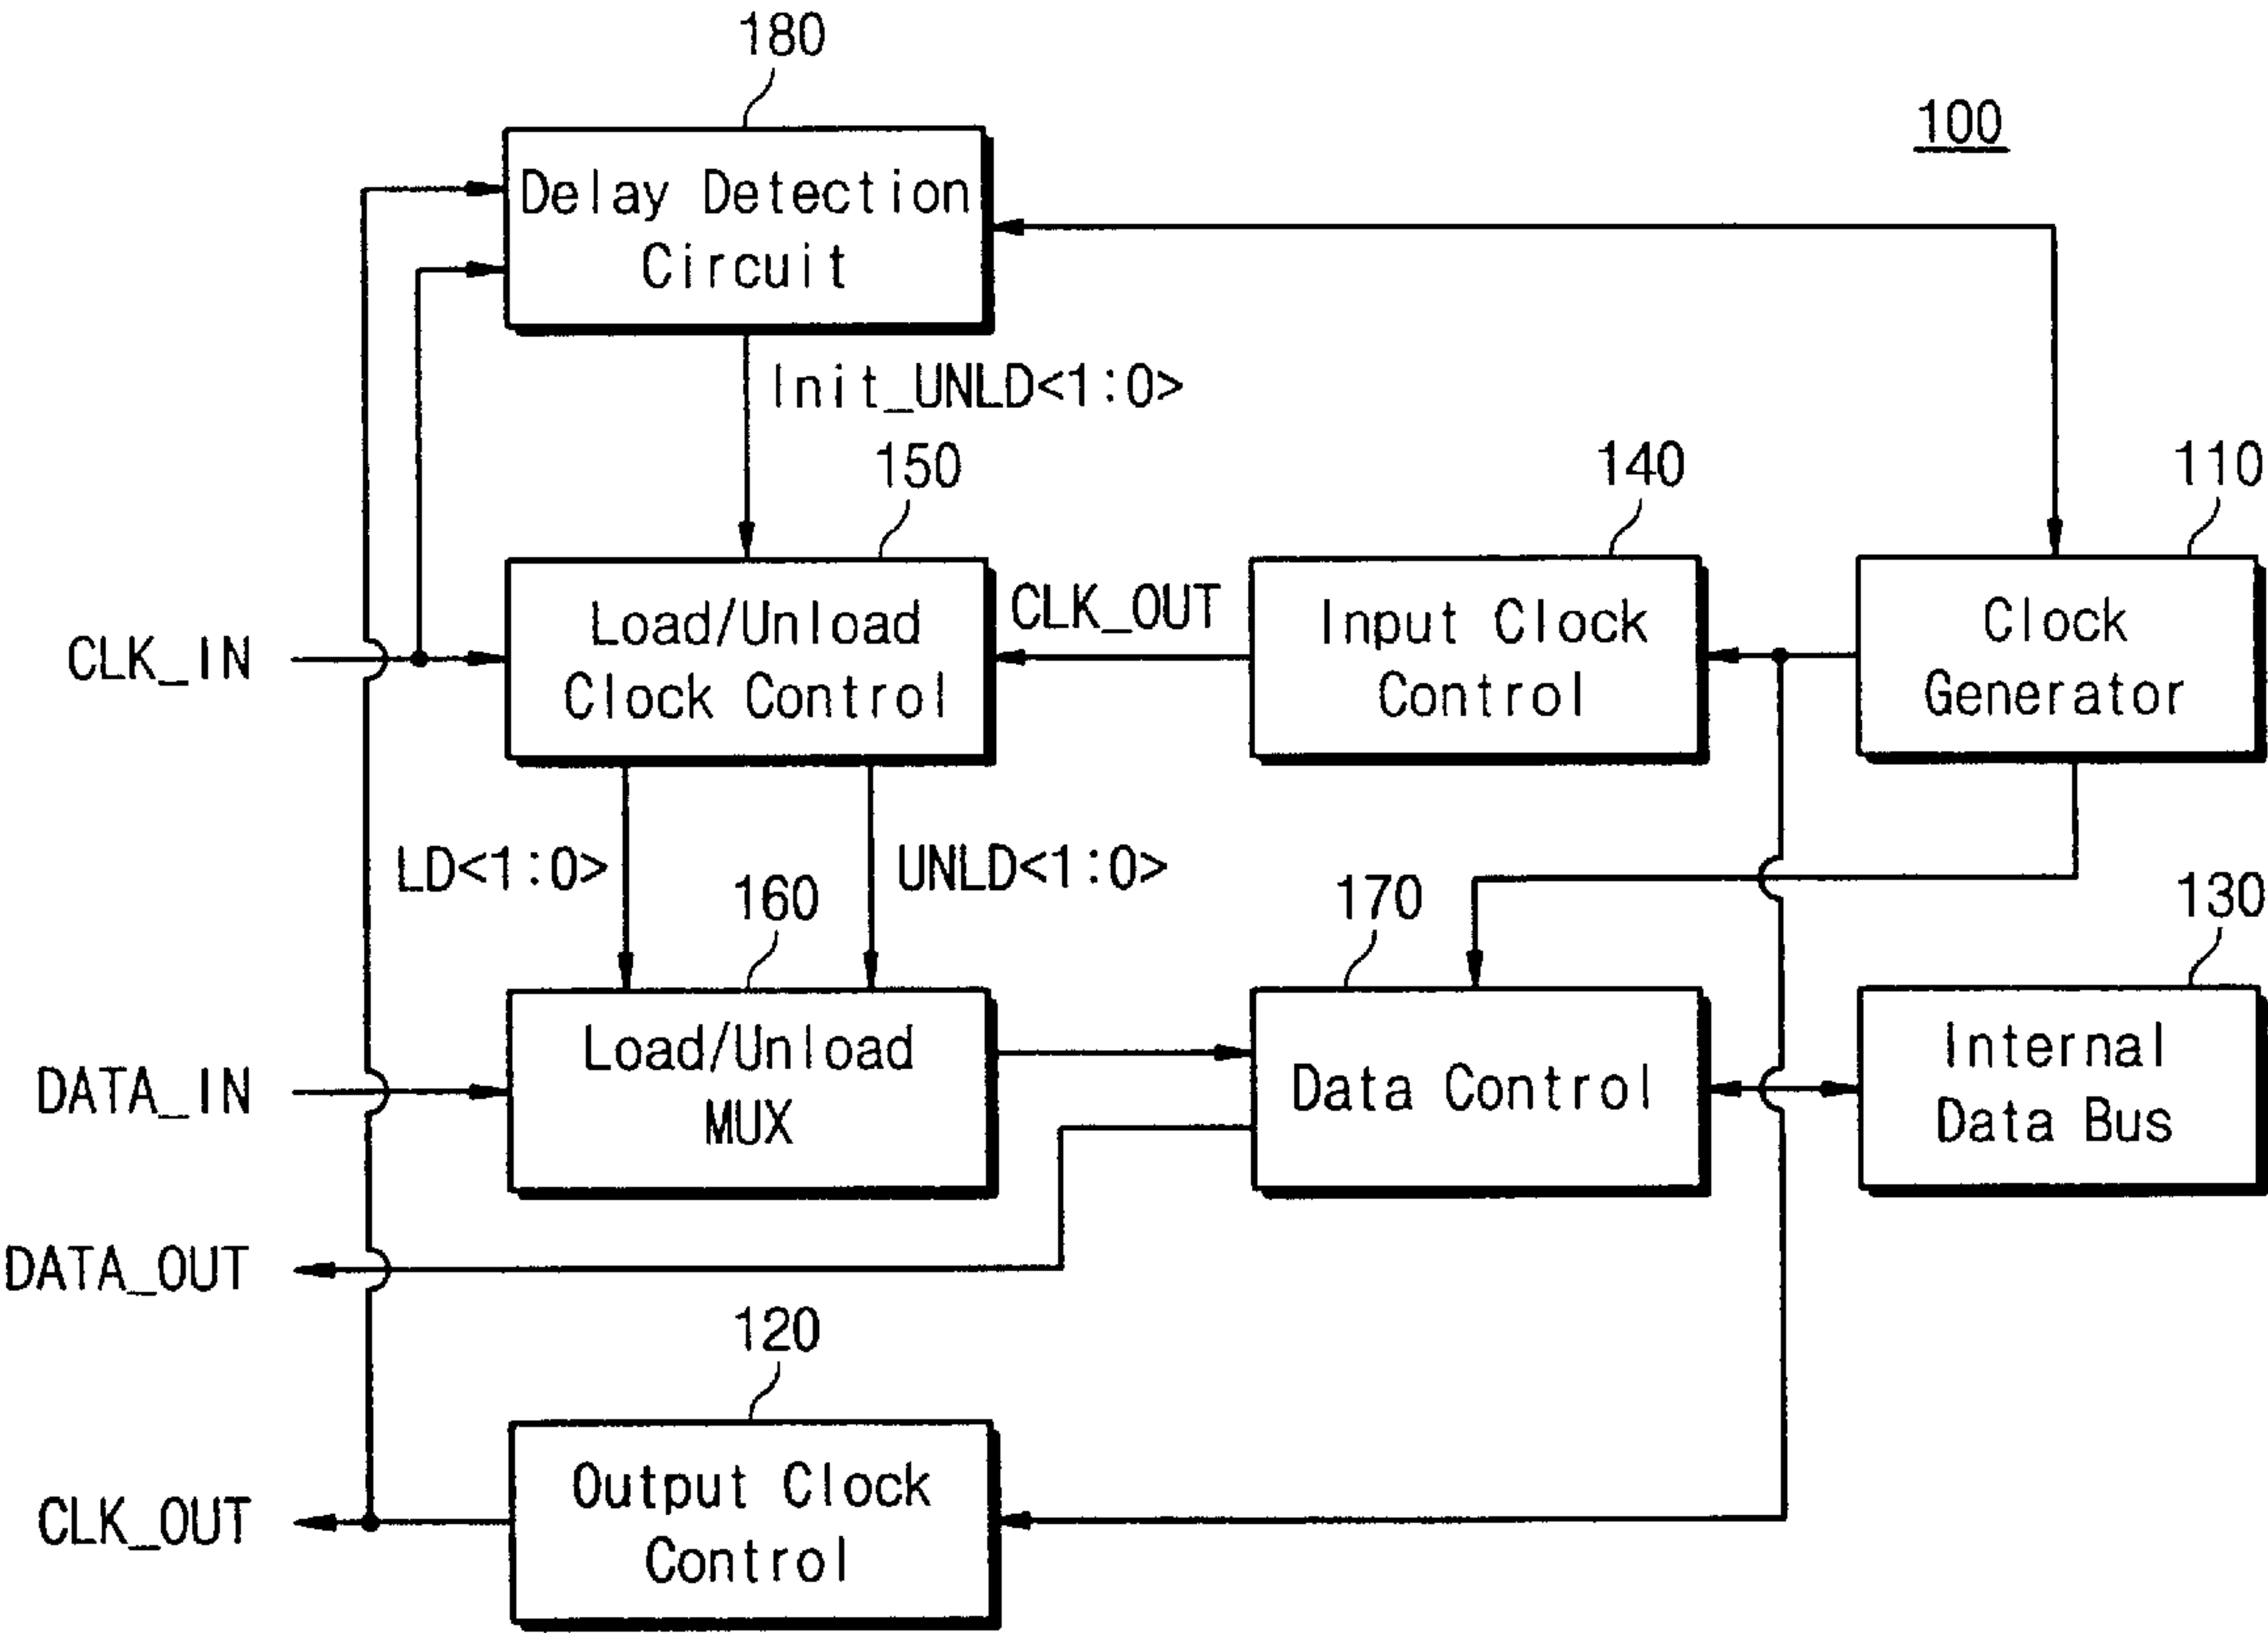 180
100
Delay Detection
Circuit
Init_UNLD<1:0>
150
140
110
CLK_IN
Load/Unload
Clock Control
CLK_OUT
Input Clock
Control
Clock
Generator
LD<1:0>
UNLD<1:0>
160
170
130
DATA_IN
Load/Unload
MUX
Data Control
Internal
Data Bus
DATA_OUT
120
CLK_OUT
Output Clock
Control